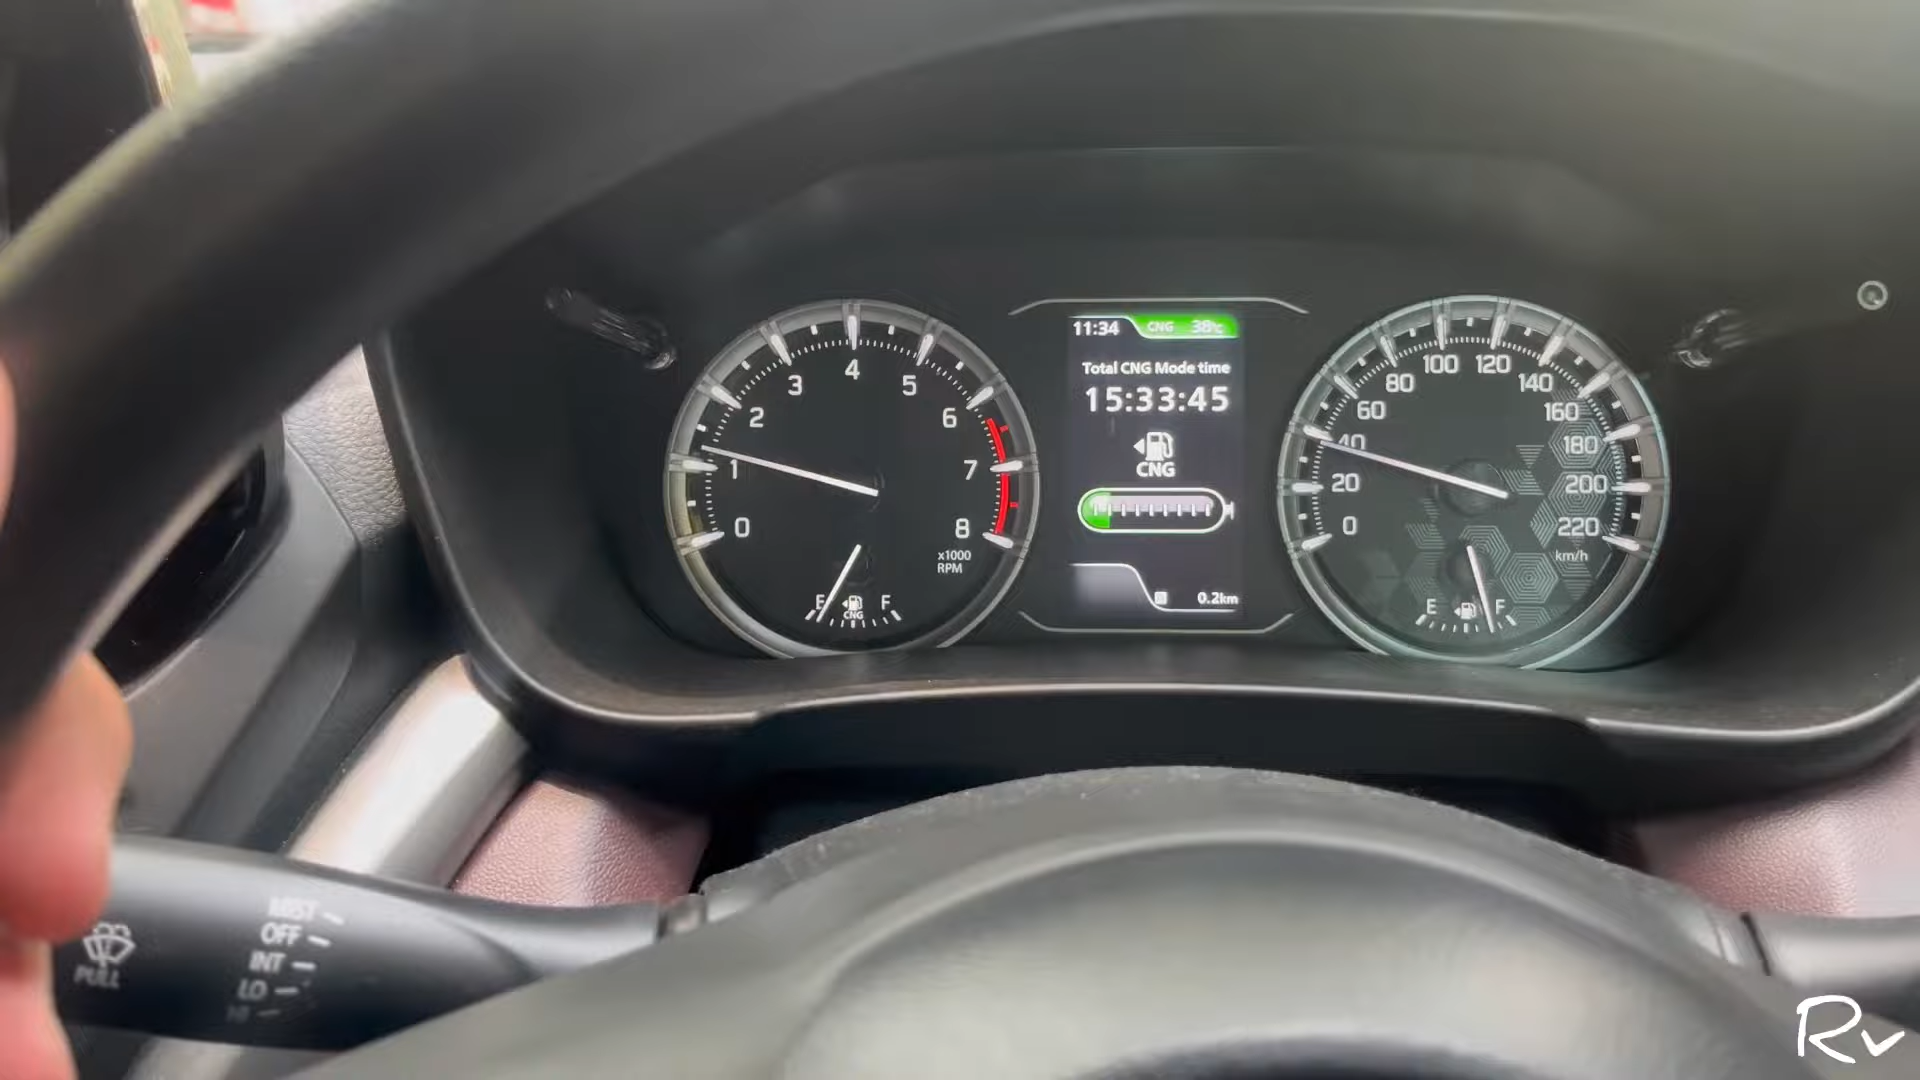 11:34 CNG 38°C
Total CNG Mode time
15:33:45
CNG
0.2km
0
1
2
3
4
5
6
7
8
x1000
RPM
E F
CNG
0
20
40
60
80
100
120
140
160
180
200
220
km/h
E F
MIST
OFF
INT
LO
HI
PULL
Rv